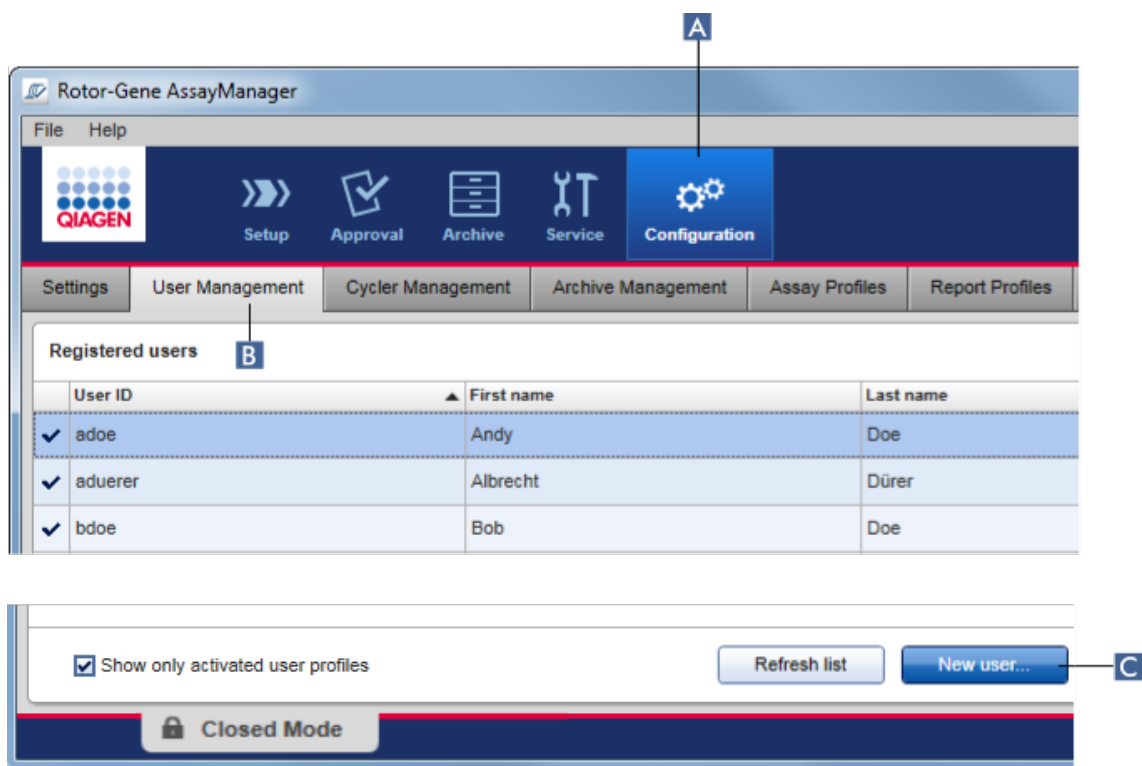 A
Rotor-Gene AssayManager
File Help
QIAGEN
Setup Approval Archive Service Configuration
Settings User Management Cycler Management Archive Management Assay Profiles Report Profiles
B
Registered users
User ID First name Last name
adoe Andy Doe
aduerer Albrecht Dürer
bdoe Bob Doe
Show only activated user profiles Refresh list New user... C
Closed Mode